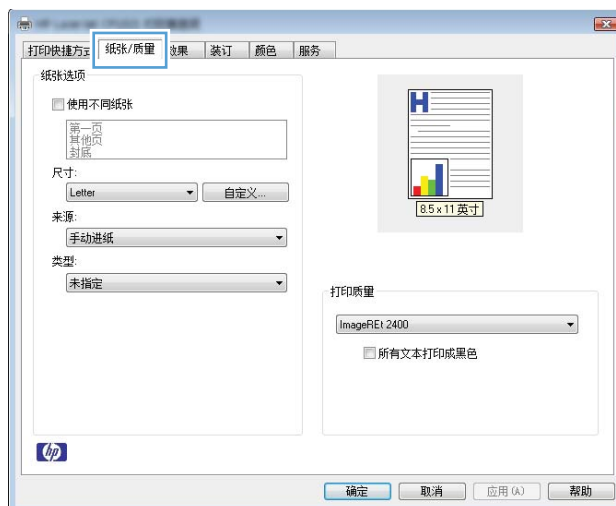 打印快捷方式 纸张/质量 效果 装订 颜色 服务
纸张选项
使用不同纸张
第一页
其他页
封底
尺寸:
Letter 自定义...
来源:
手动进纸
类型:
未指定
8.5 x 11 英寸
打印质量
ImageREt 2400
所有文本打印成黑色
hp
确定 取消 应用(A) 帮助